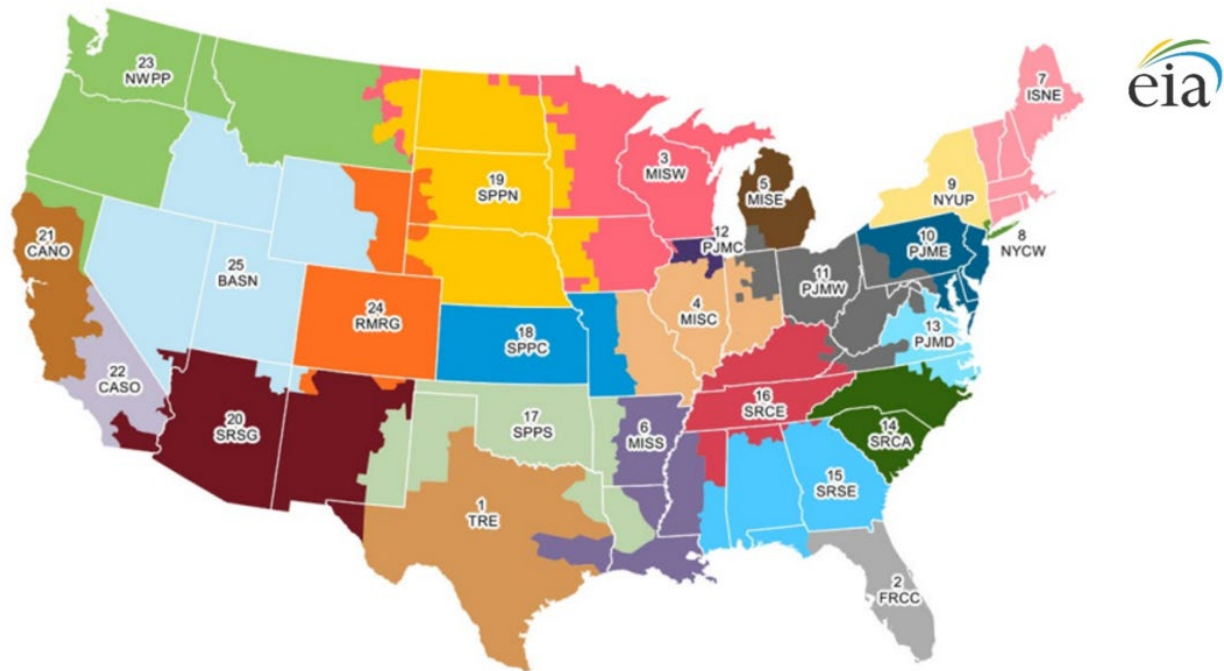 eia
23
NWPP
7
ISNE
3
MISW
5
MISE
9
NYUP
19
SPPN
21
CANO
12
PJMC
10
PJME
8
NYCW
25
BASN
11
PJMW
24
RMRG
4
MISC
13
PJMD
18
SPPC
22
CASO
16
SRCE
17
SPPS
20
SRSG
6
MISS
14
SRCA
15
SRSE
1
TRE
2
FRCC